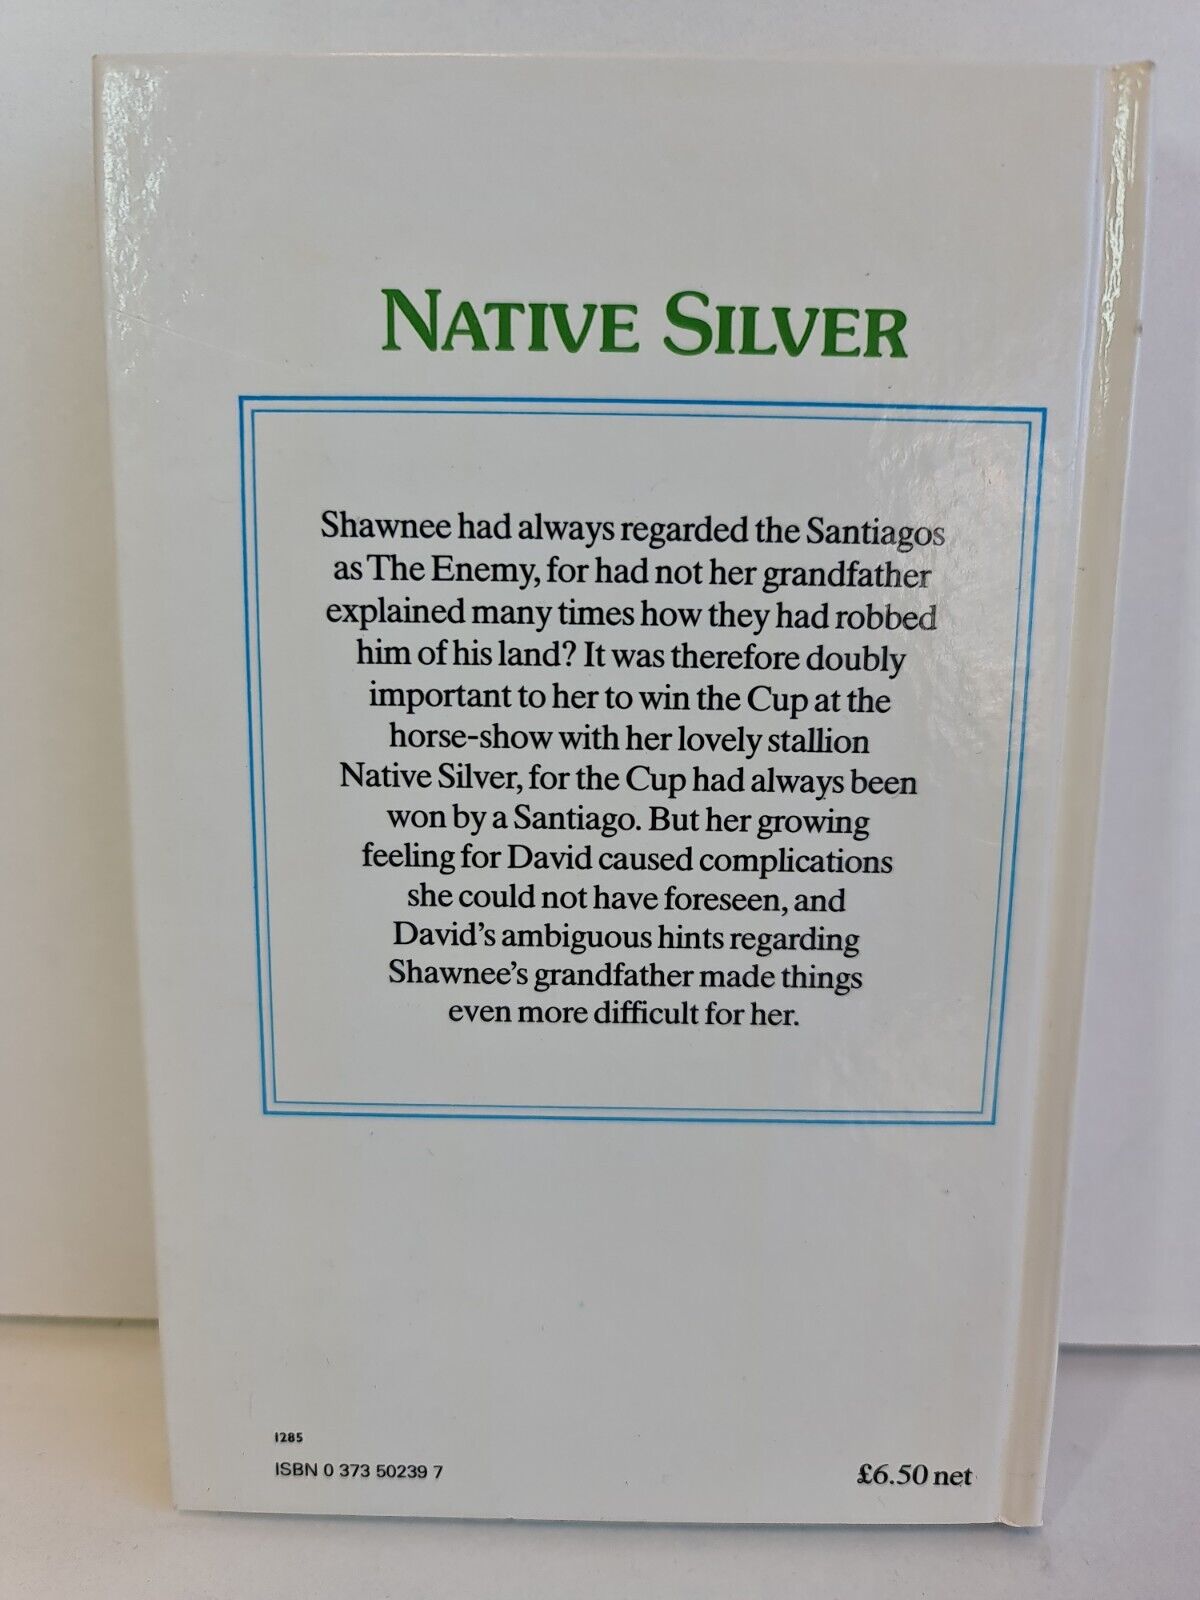 NATIVE SILVER
Shawnee had always regarded the Santiagos
as The Enemy, for had not her grandfather
explained many times how they had robbed
him of his land? It was therefore doubly
important to her to win the Cup at the
horse-show with her lovely stallion
Native Silver, for the Cup had always been
won by a Santiago. But her growing
feeling for David caused complications
she could not have foreseen, and
David's ambiguous hints regarding
Shawnee's grandfather made things
even more difficult for her.
1285
ISBN 0 373 50239 7
£6.50 net